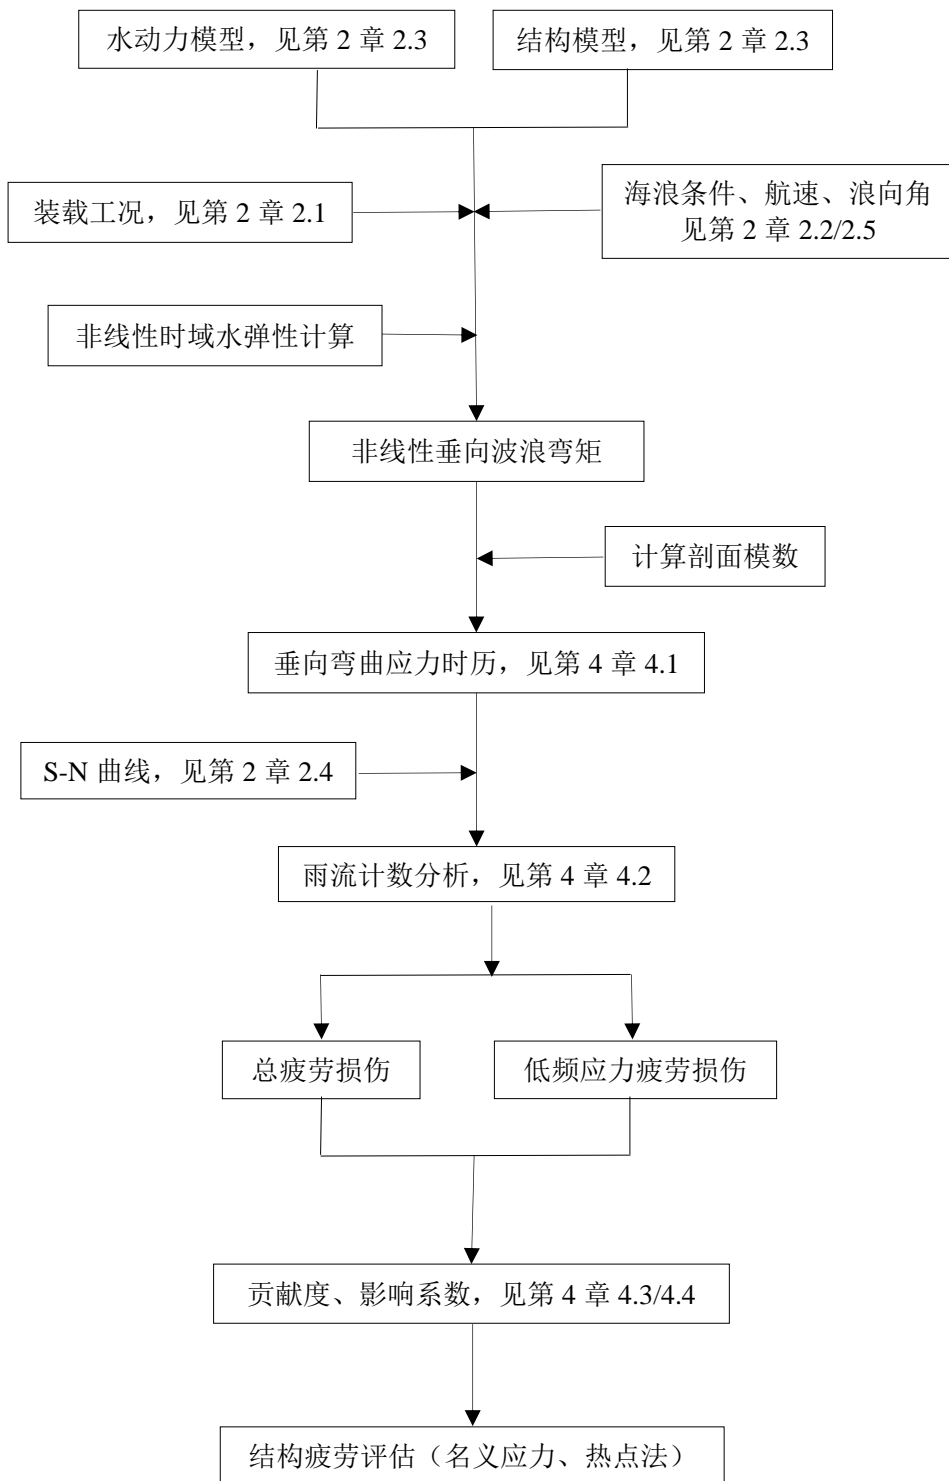 水动力模型，见第 2 章 2.3
结构模型，见第 2 章 2.3
装载工况，见第 2 章 2.1
海浪条件、航速、浪向角
见第 2 章 2.2/2.5
非线性时域水弹性计算
非线性垂向波浪弯矩
计算剖面模数
垂向弯曲应力时历，见第 4 章 4.1
S-N 曲线，见第 2 章 2.4
雨流计数分析，见第 4 章 4.2
总疲劳损伤
低频应力疲劳损伤
贡献度、影响系数，见第 4 章 4.3/4.4
结构疲劳评估（名义应力、热点法）